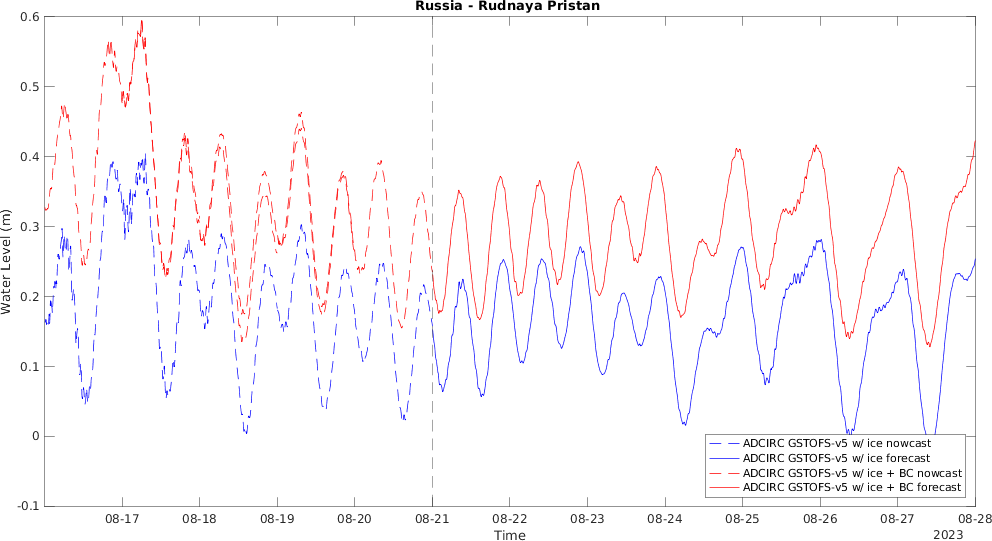 Russia - Rudnaya Pristan
Water Level (m)
0.6
0.5
0.4
0.3
0.2
0.1
0
-0.1
ADCIRC GSTOFS-v5 w/ ice nowcast
ADCIRC GSTOFS-v5 w/ ice forecast
ADCIRC GSTOFS-v5 w/ ice + BC nowcast
ADCIRC GSTOFS-v5 w/ ice + BC forecast
08-17 08-18 08-19 08-20 08-21 08-22 08-23 08-24 08-25 08-26 08-27 08-28
Time
2023